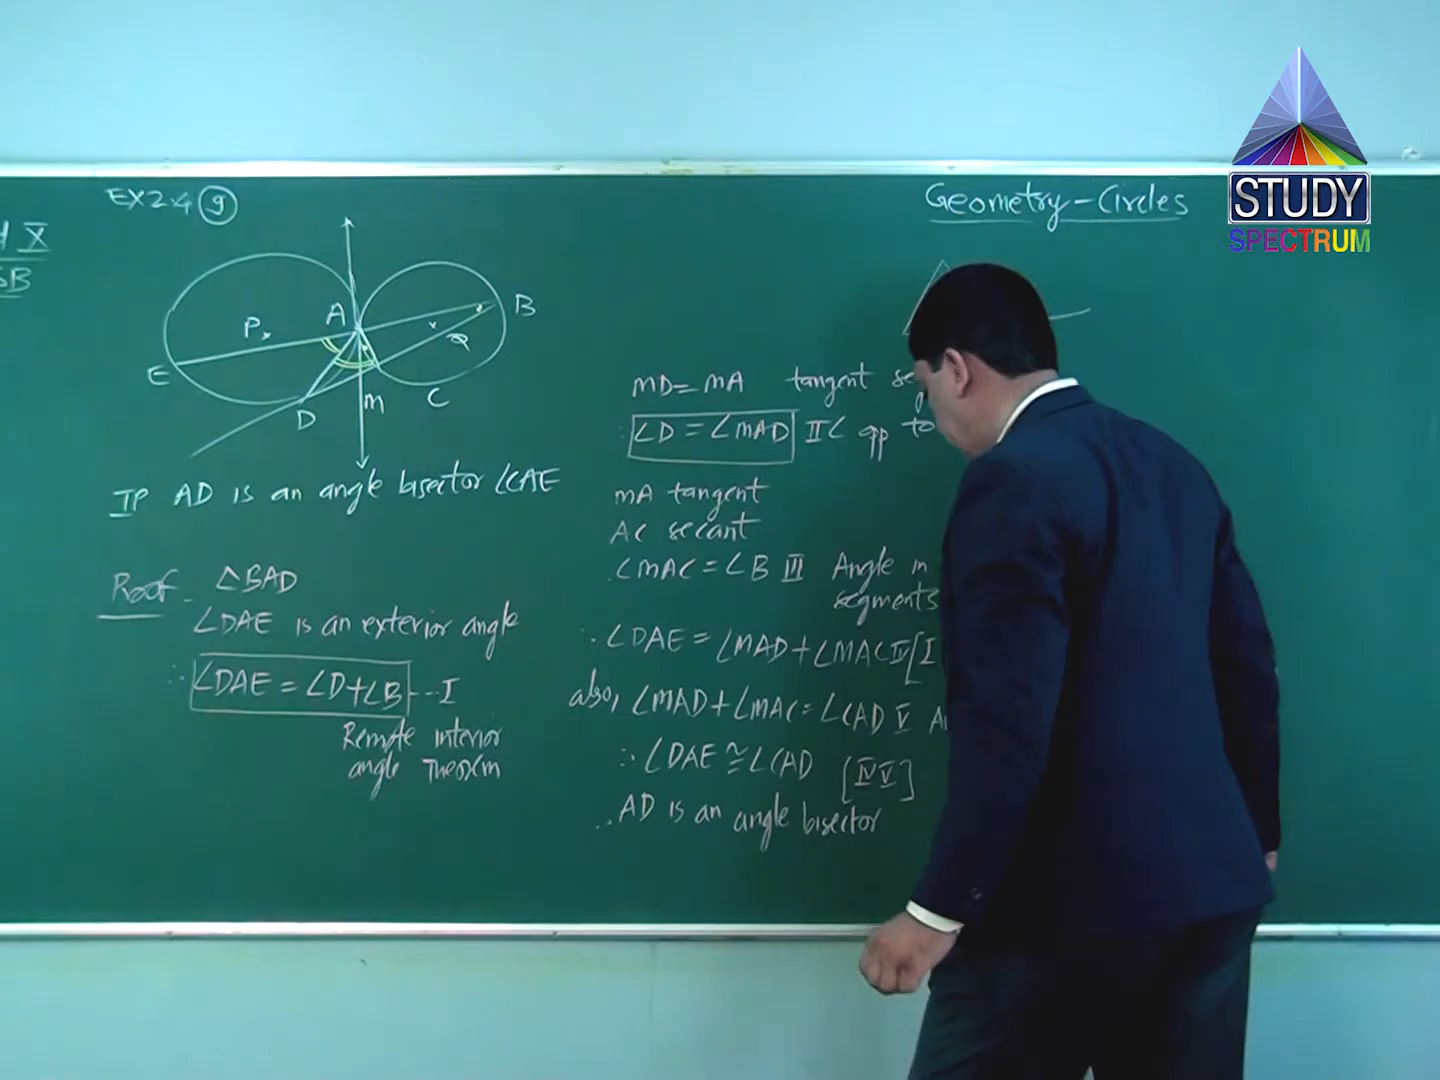 EX 2.4 9
X
SB
Geometry - Circles
STUDY
SPECTRUM
A
B
P
Q
E
D
M
C
TP AD is an angle bisector ∠CAE
Proof - △BAD
∠DAE is an exterior angle
∴ ∠DAE = ∠D + ∠B --- I
Remote interior
angle Theorem
MD = MA tangent
∴ ∠D = ∠MAD II ∠ opp to
MA tangent
AC secant
∠MAC = ∠B III Angle in
segments
∴ ∠DAE = ∠MAD + ∠MAC IV [I
also, ∠MAD + ∠MAC = ∠CAD V
∴ ∠DAE ≅ ∠CAD [IV V]
∴ AD is an angle bisector